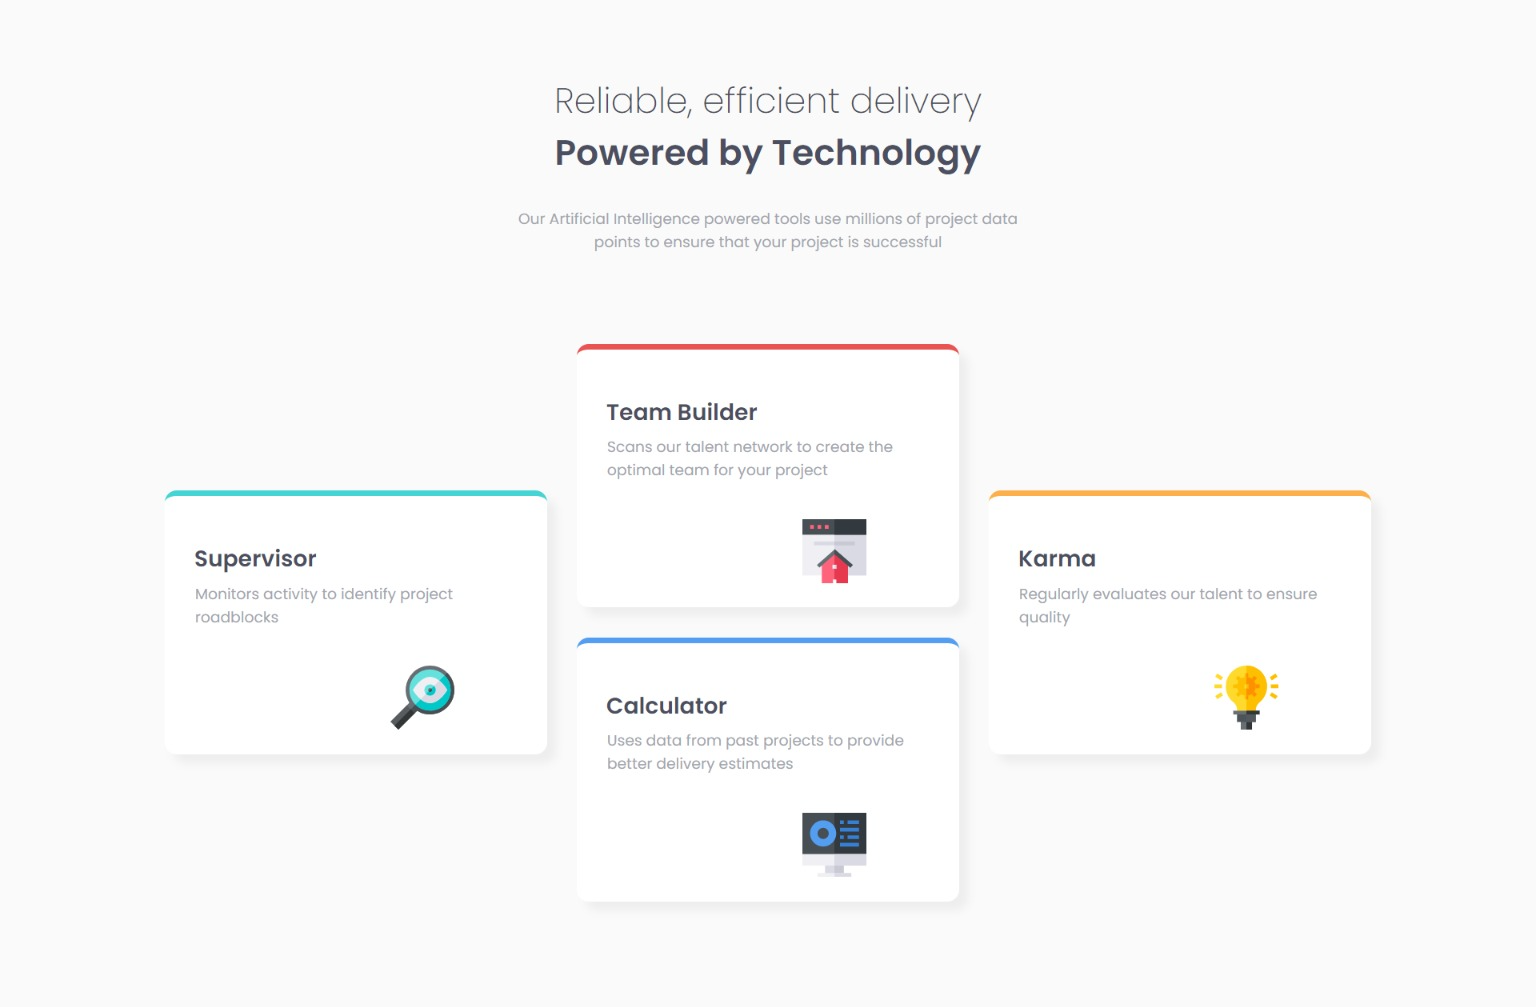 Reliable, efficient delivery
Powered by Technology
Our Artificial Intelligence powered tools use millions of project data
points to ensure that your project is successful
Supervisor
Monitors activity to identify project
roadblocks
Team Builder
Scans our talent network to create the
optimal team for your project
Calculator
Uses data from past projects to provide
better delivery estimates
Karma
Regularly evaluates our talent to ensure
quality